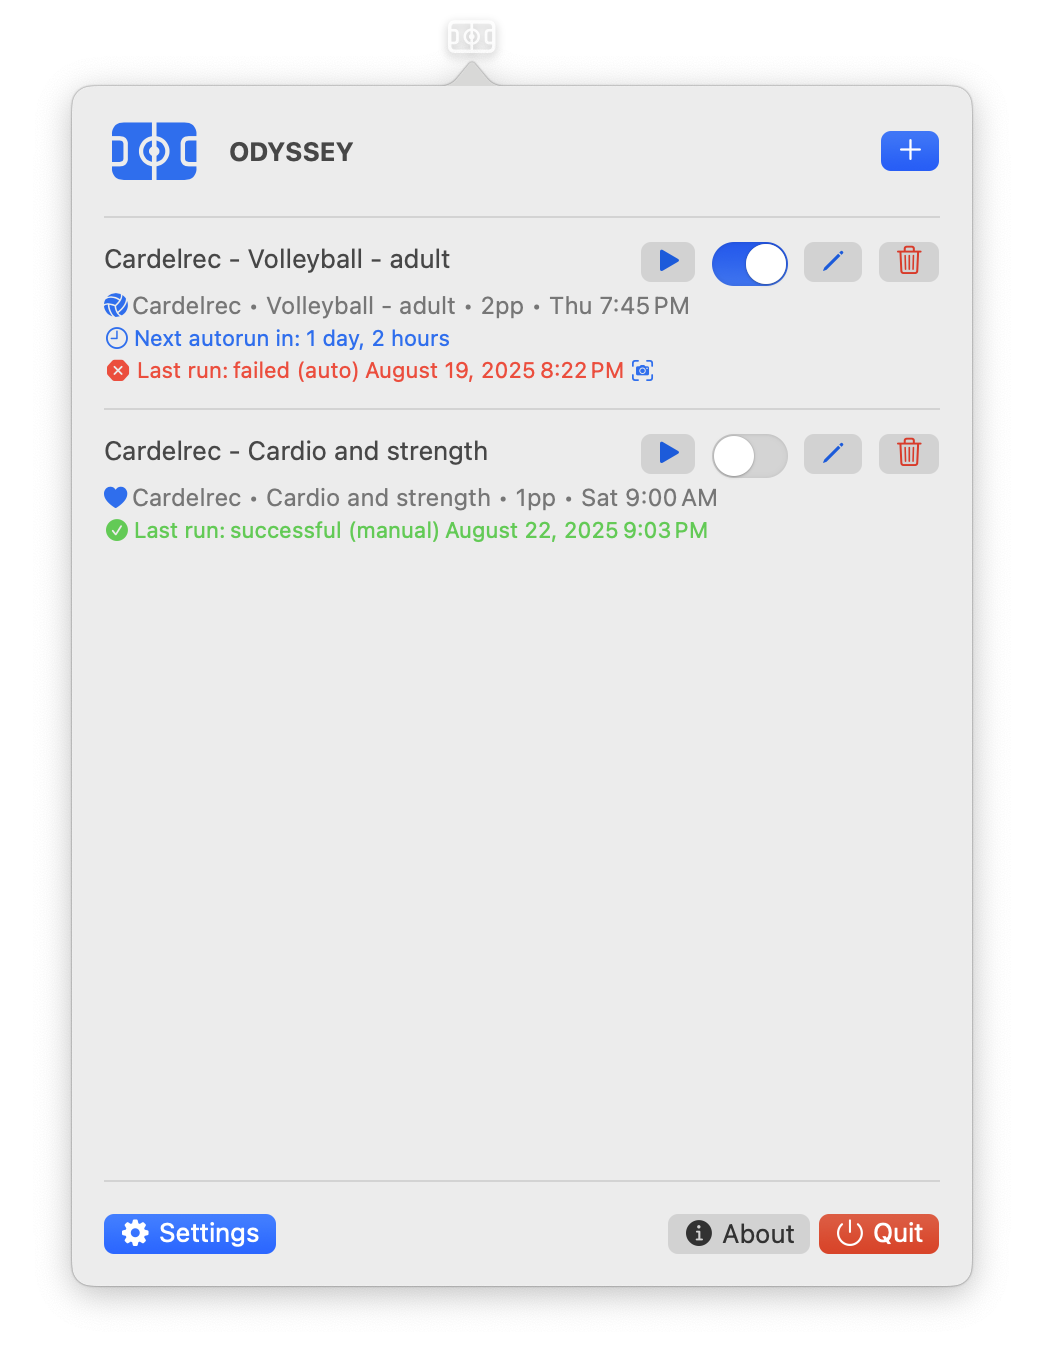 ODYSSEY
Cardelrec - Volleyball - adult
Cardelrec • Volleyball - adult • 2pp • Thu 7:45 PM
Next autorun in: 1 day, 2 hours
Last run: failed (auto) August 19, 2025 8:22 PM
Cardelrec - Cardio and strength
Cardelrec • Cardio and strength • 1pp • Sat 9:00 AM
Last run: successful (manual) August 22, 2025 9:03 PM
Settings
About
Quit